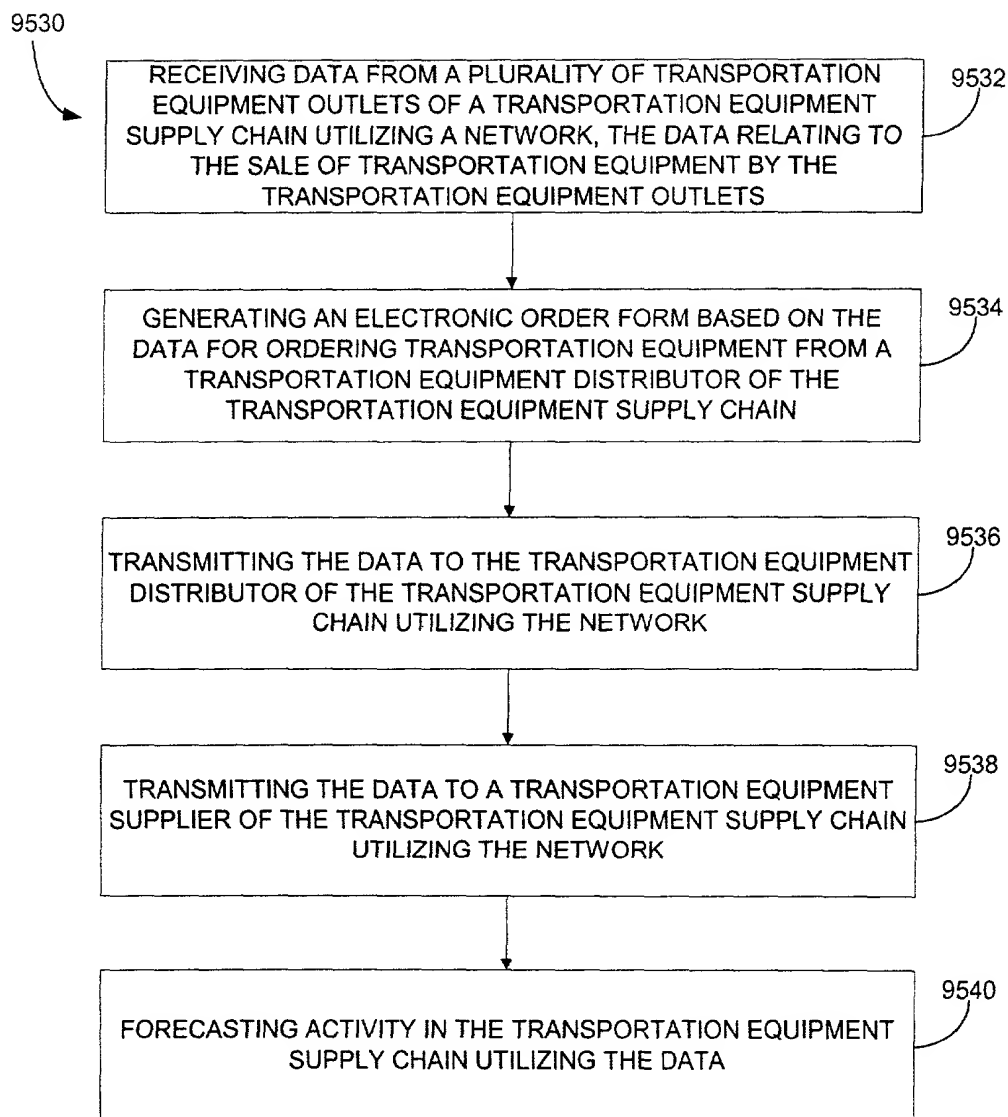 9530
RECEIVING DATA FROM A PLURALITY OF TRANSPORTATION
EQUIPMENT OUTLETS OF A TRANSPORTATION EQUIPMENT
SUPPLY CHAIN UTILIZING A NETWORK, THE DATA RELATING TO
THE SALE OF TRANSPORTATION EQUIPMENT BY THE
TRANSPORTATION EQUIPMENT OUTLETS
9532
GENERATING AN ELECTRONIC ORDER FORM BASED ON THE
DATA FOR ORDERING TRANSPORTATION EQUIPMENT FROM A
TRANSPORTATION EQUIPMENT DISTRIBUTOR OF THE
TRANSPORTATION EQUIPMENT SUPPLY CHAIN
9534
TRANSMITTING THE DATA TO THE TRANSPORTATION EQUIPMENT
DISTRIBUTOR OF THE TRANSPORTATION EQUIPMENT SUPPLY
CHAIN UTILIZING THE NETWORK
9536
TRANSMITTING THE DATA TO A TRANSPORTATION EQUIPMENT
SUPPLIER OF THE TRANSPORTATION EQUIPMENT SUPPLY CHAIN
UTILIZING THE NETWORK
9538
FORECASTING ACTIVITY IN THE TRANSPORTATION EQUIPMENT
SUPPLY CHAIN UTILIZING THE DATA
9540